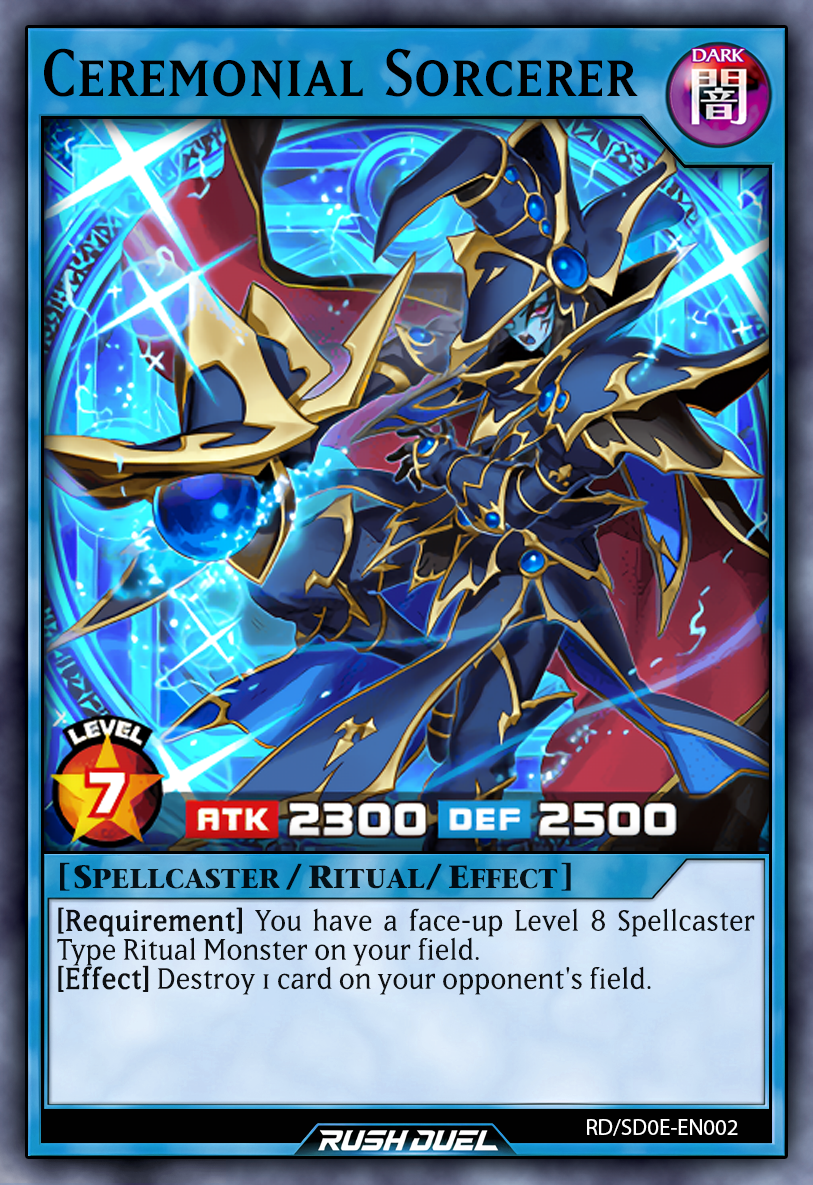 Ceremonial Sorcerer
DARK
闇
LEVEL
7
ATK 2300 DEF 2500
[Spellcaster / Ritual/ Effect]
[Requirement] You have a face-up Level 8 Spellcaster
Type Ritual Monster on your field.
[Effect] Destroy 1 card on your opponent's field.
RD/SD0E-EN002
RUSH DUEL